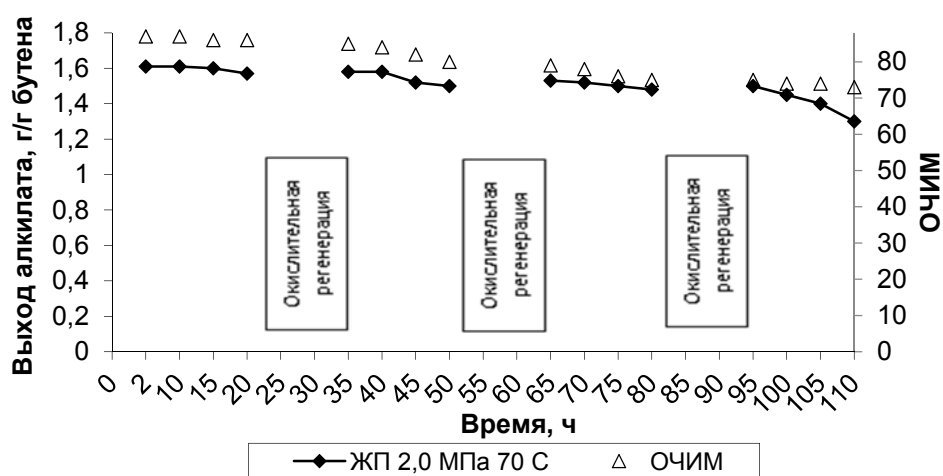 Выход алкилата, г/г бутена
1,8
1,6
1,4
1,2
1
0,8
0,6
0,4
0,2
0
Окислительная
регенерация
Окислительная
регенерация
Окислительная
регенерация
80
70
60
50
40
30
20
10
0
ОЧИМ
0 2 10 15 20 25 30 35 40 45 50 55 60 65 70 75 80 85 90 95 100 105 110
Время, ч
ЖП 2,0 МПа 70 С ОЧИМ